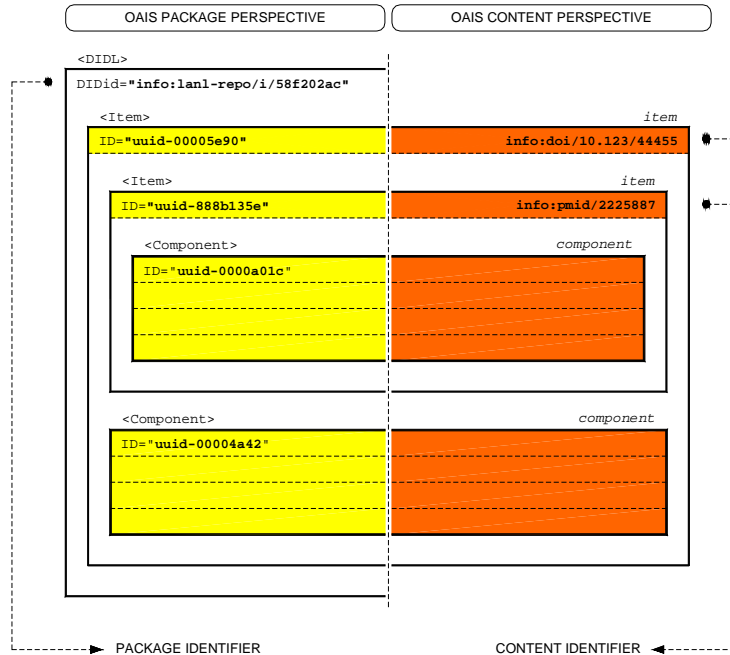 OAIS PACKAGE PERSPECTIVE OAIS CONTENT PERSPECTIVE
<DIDL>
DIDid="info:lanl-repo/i/58f202ac"
<Item> item
ID="uuid-00005e90" info:doi/10.123/44455
<Item> item
ID="uuid-888b135e" info:pmid/2225887
<Component> component
ID="uuid-0000a01c"
<Component> component
ID="uuid-00004a42"
PACKAGE IDENTIFIER CONTENT IDENTIFIER